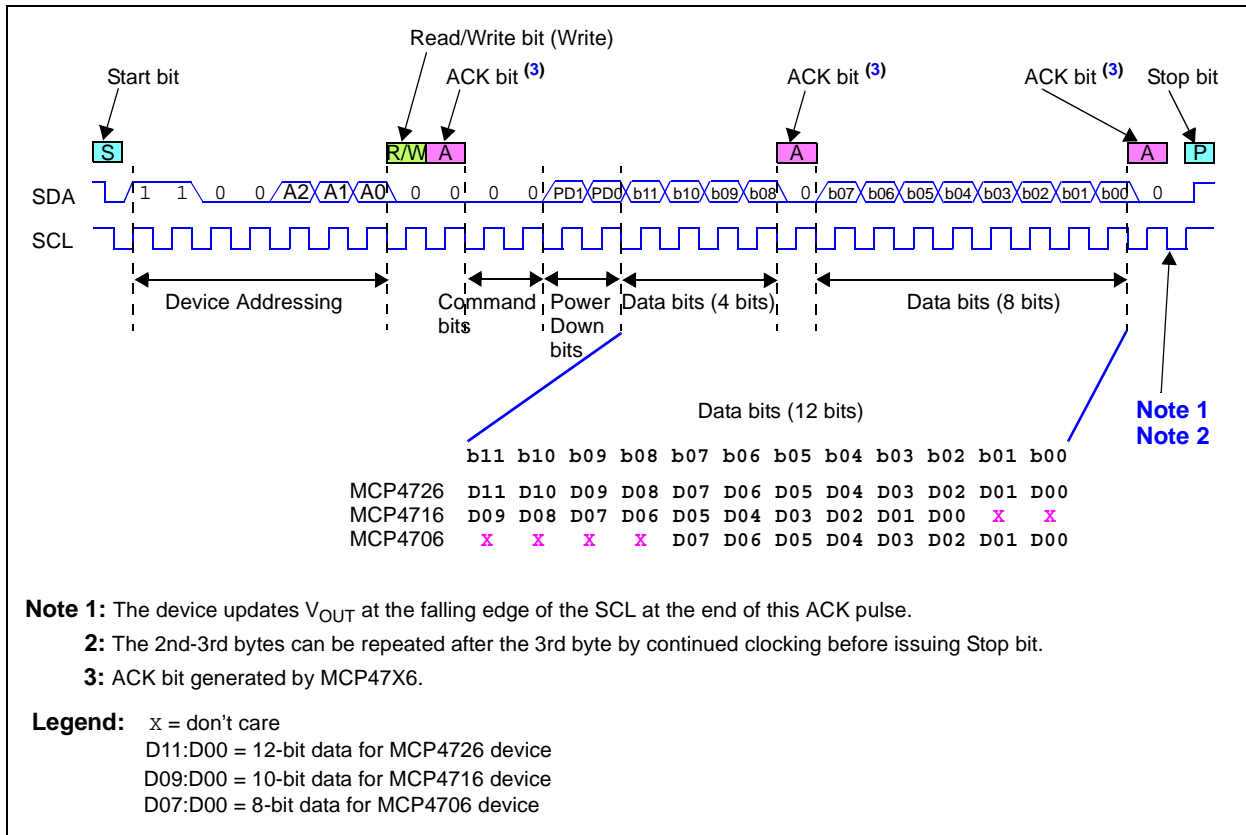 Read/Write bit (Write)
Start bit
ACK bit (3)
ACK bit (3)
ACK bit (3)
Stop bit
S
R/W
A
A
A
P
SDA
1 1 0 0 A2 A1 A0 0 0 0 0 PD1 PD0 b11 b10 b09 b08 0 b07 b06 b05 b04 b03 b02 b01 b00 0
SCL
Device Addressing
Command bits
Power Down bits
Data bits (4 bits)
Data bits (8 bits)
Note 1
Note 2
Data bits (12 bits)
b11 b10 b09 b08 b07 b06 b05 b04 b03 b02 b01 b00
MCP4726 D11 D10 D09 D08 D07 D06 D05 D04 D03 D02 D01 D00
MCP4716 D09 D08 D07 D06 D05 D04 D03 D02 D01 D00 X X
MCP4706 X X X X D07 D06 D05 D04 D03 D02 D01 D00
Note 1: The device updates VOUT at the falling edge of the SCL at the end of this ACK pulse.
2: The 2nd-3rd bytes can be repeated after the 3rd byte by continued clocking before issuing Stop bit.
3: ACK bit generated by MCP47X6.
Legend: X = don't care
D11:D00 = 12-bit data for MCP4726 device
D09:D00 = 10-bit data for MCP4716 device
D07:D00 = 8-bit data for MCP4706 device